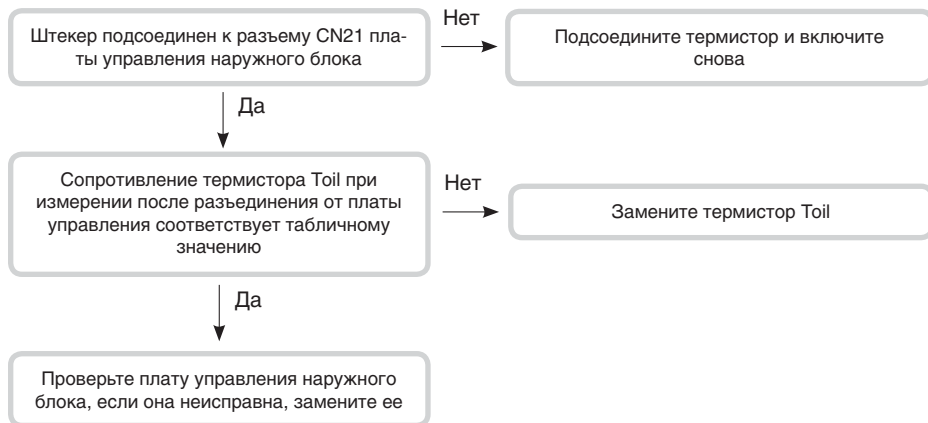 Штекер подсоединен к разъему CN21 пла-
ты управления наружного блока
Нет
Подсоедините термистор и включите
снова
Да
Сопротивление термистора Toil при
измерении после разъединения от платы
управления соответствует табличному
значению
Нет
Замените термистор Toil
Да
Проверьте плату управления наружного
блока, если она неисправна, замените ее